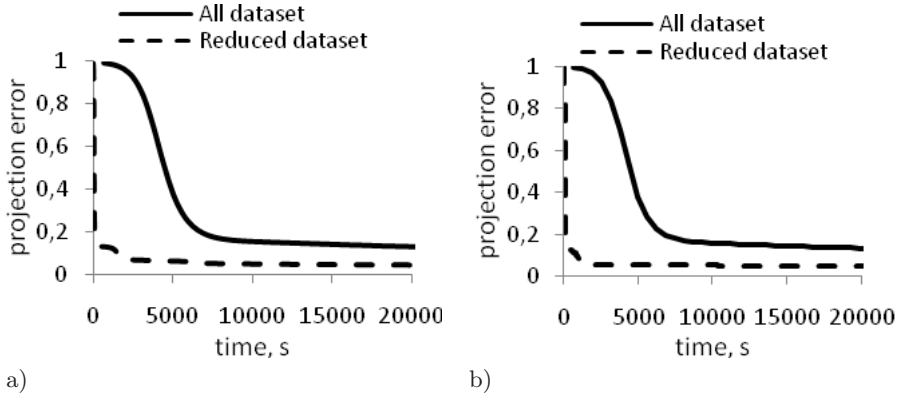 All dataset
Reduced dataset
projection error
1
0,8
0,6
0,4
0,2
0
0 5000 10000 15000 20000
time, s
a)
All dataset
Reduced dataset
projection error
1
0,8
0,6
0,4
0,2
0
0 5000 10000 15000 20000
time, s
b)